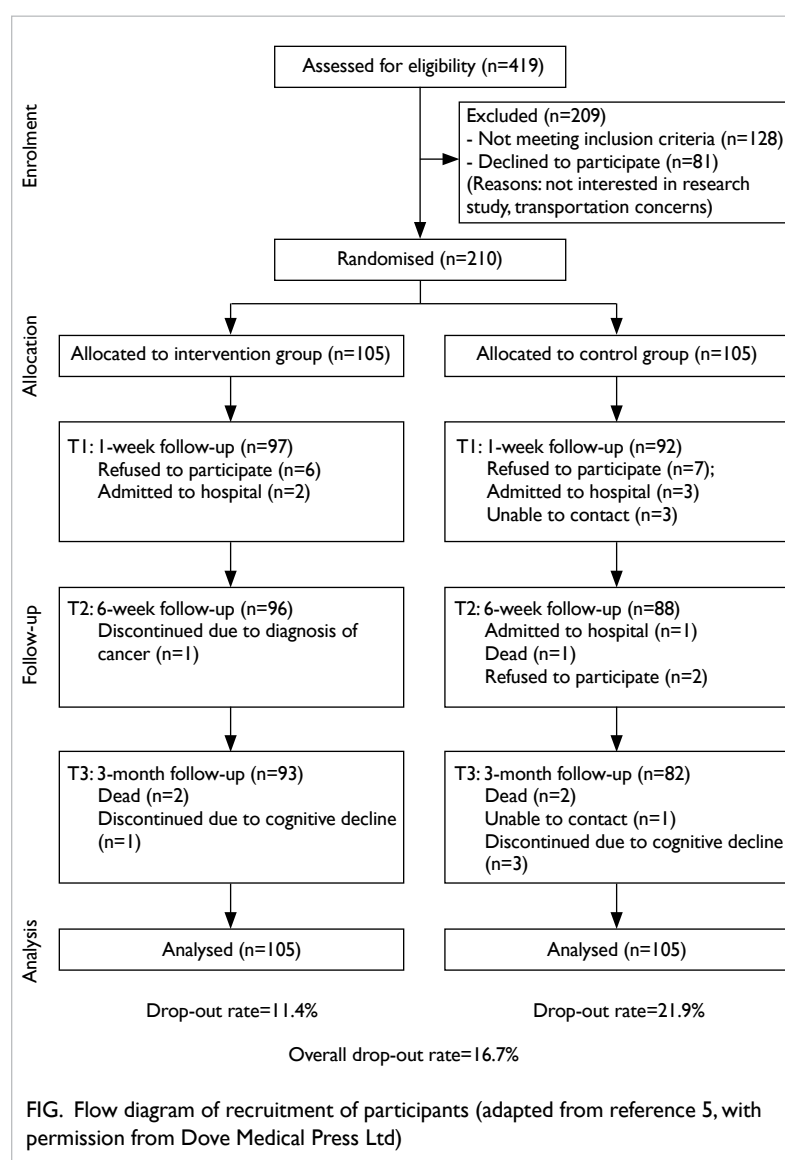 Enrolment
Assessed for eligibility (n=419)
Excluded (n=209)
- Not meeting inclusion criteria (n=128)
- Declined to participate (n=81)
(Reasons: not interested in research
study, transportation concerns)
Randomised (n=210)
Allocation
Allocated to intervention group (n=105)
Allocated to control group (n=105)
Follow-up
T1: 1-week follow-up (n=97)
Refused to participate (n=6)
Admitted to hospital (n=2)
T1: 1-week follow-up (n=92)
Refused to participate (n=7);
Admitted to hospital (n=3)
Unable to contact (n=3)
T2: 6-week follow-up (n=96)
Discontinued due to diagnosis of
cancer (n=1)
T2: 6-week follow-up (n=88)
Admitted to hospital (n=1)
Dead (n=1)
Refused to participate (n=2)
T3: 3-month follow-up (n=93)
Dead (n=2)
Discontinued due to cognitive decline
(n=1)
T3: 3-month follow-up (n=82)
Dead (n=2)
Unable to contact (n=1)
Discontinued due to cognitive decline
(n=3)
Analysis
Analysed (n=105)
Analysed (n=105)
Drop-out rate=11.4%
Drop-out rate=21.9%
Overall drop-out rate=16.7%
FIG. Flow diagram of recruitment of participants (adapted from reference 5, with
permission from Dove Medical Press Ltd)